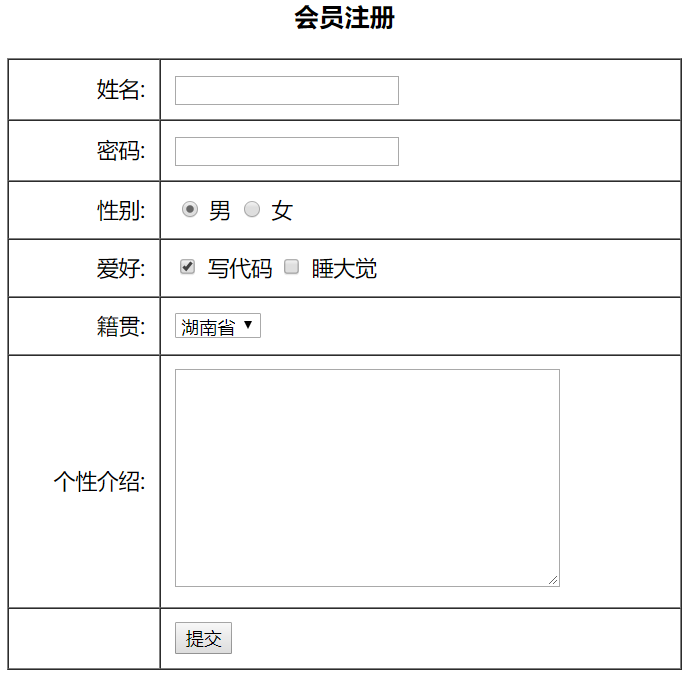 会员注册
姓名:
密码:
性别: 男 女
爱好: 写代码 睡大觉
籍贯: 湖南省
个性介绍:
提交